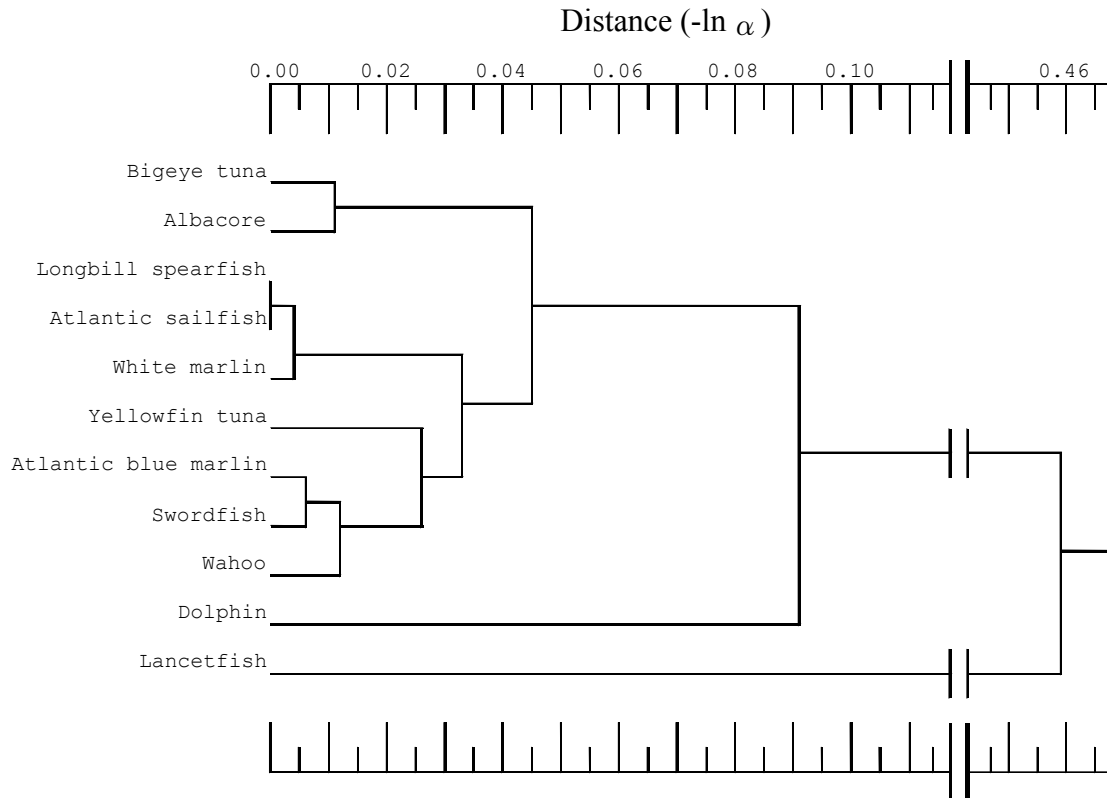 Distance (-ln α)
0.00 0.02 0.04 0.06 0.08 0.10 0.46
Bigeye tuna
Albacore
Longbill spearfish
Atlantic sailfish
White marlin
Yellowfin tuna
Atlantic blue marlin
Swordfish
Wahoo
Dolphin
Lancetfish